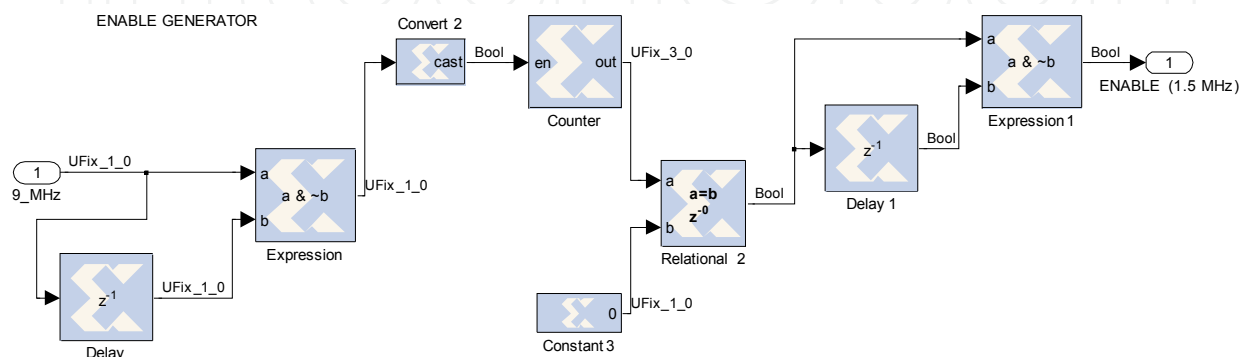 ENABLE GENERATOR
Convert 2
cast
Bool
en
out
UFix_3_0
Counter
a
b
a & ~b
Bool
1
ENABLE (1.5 MHz)
Expression 1
1
9_MHz
UFix_1_0
a
b
a & ~b
UFix_1_0
Expression
z-1
UFix_1_0
Delay
a
b
a=b
z-0
Bool
Relational 2
z-1
Bool
Delay 1
0
UFix_1_0
Constant 3